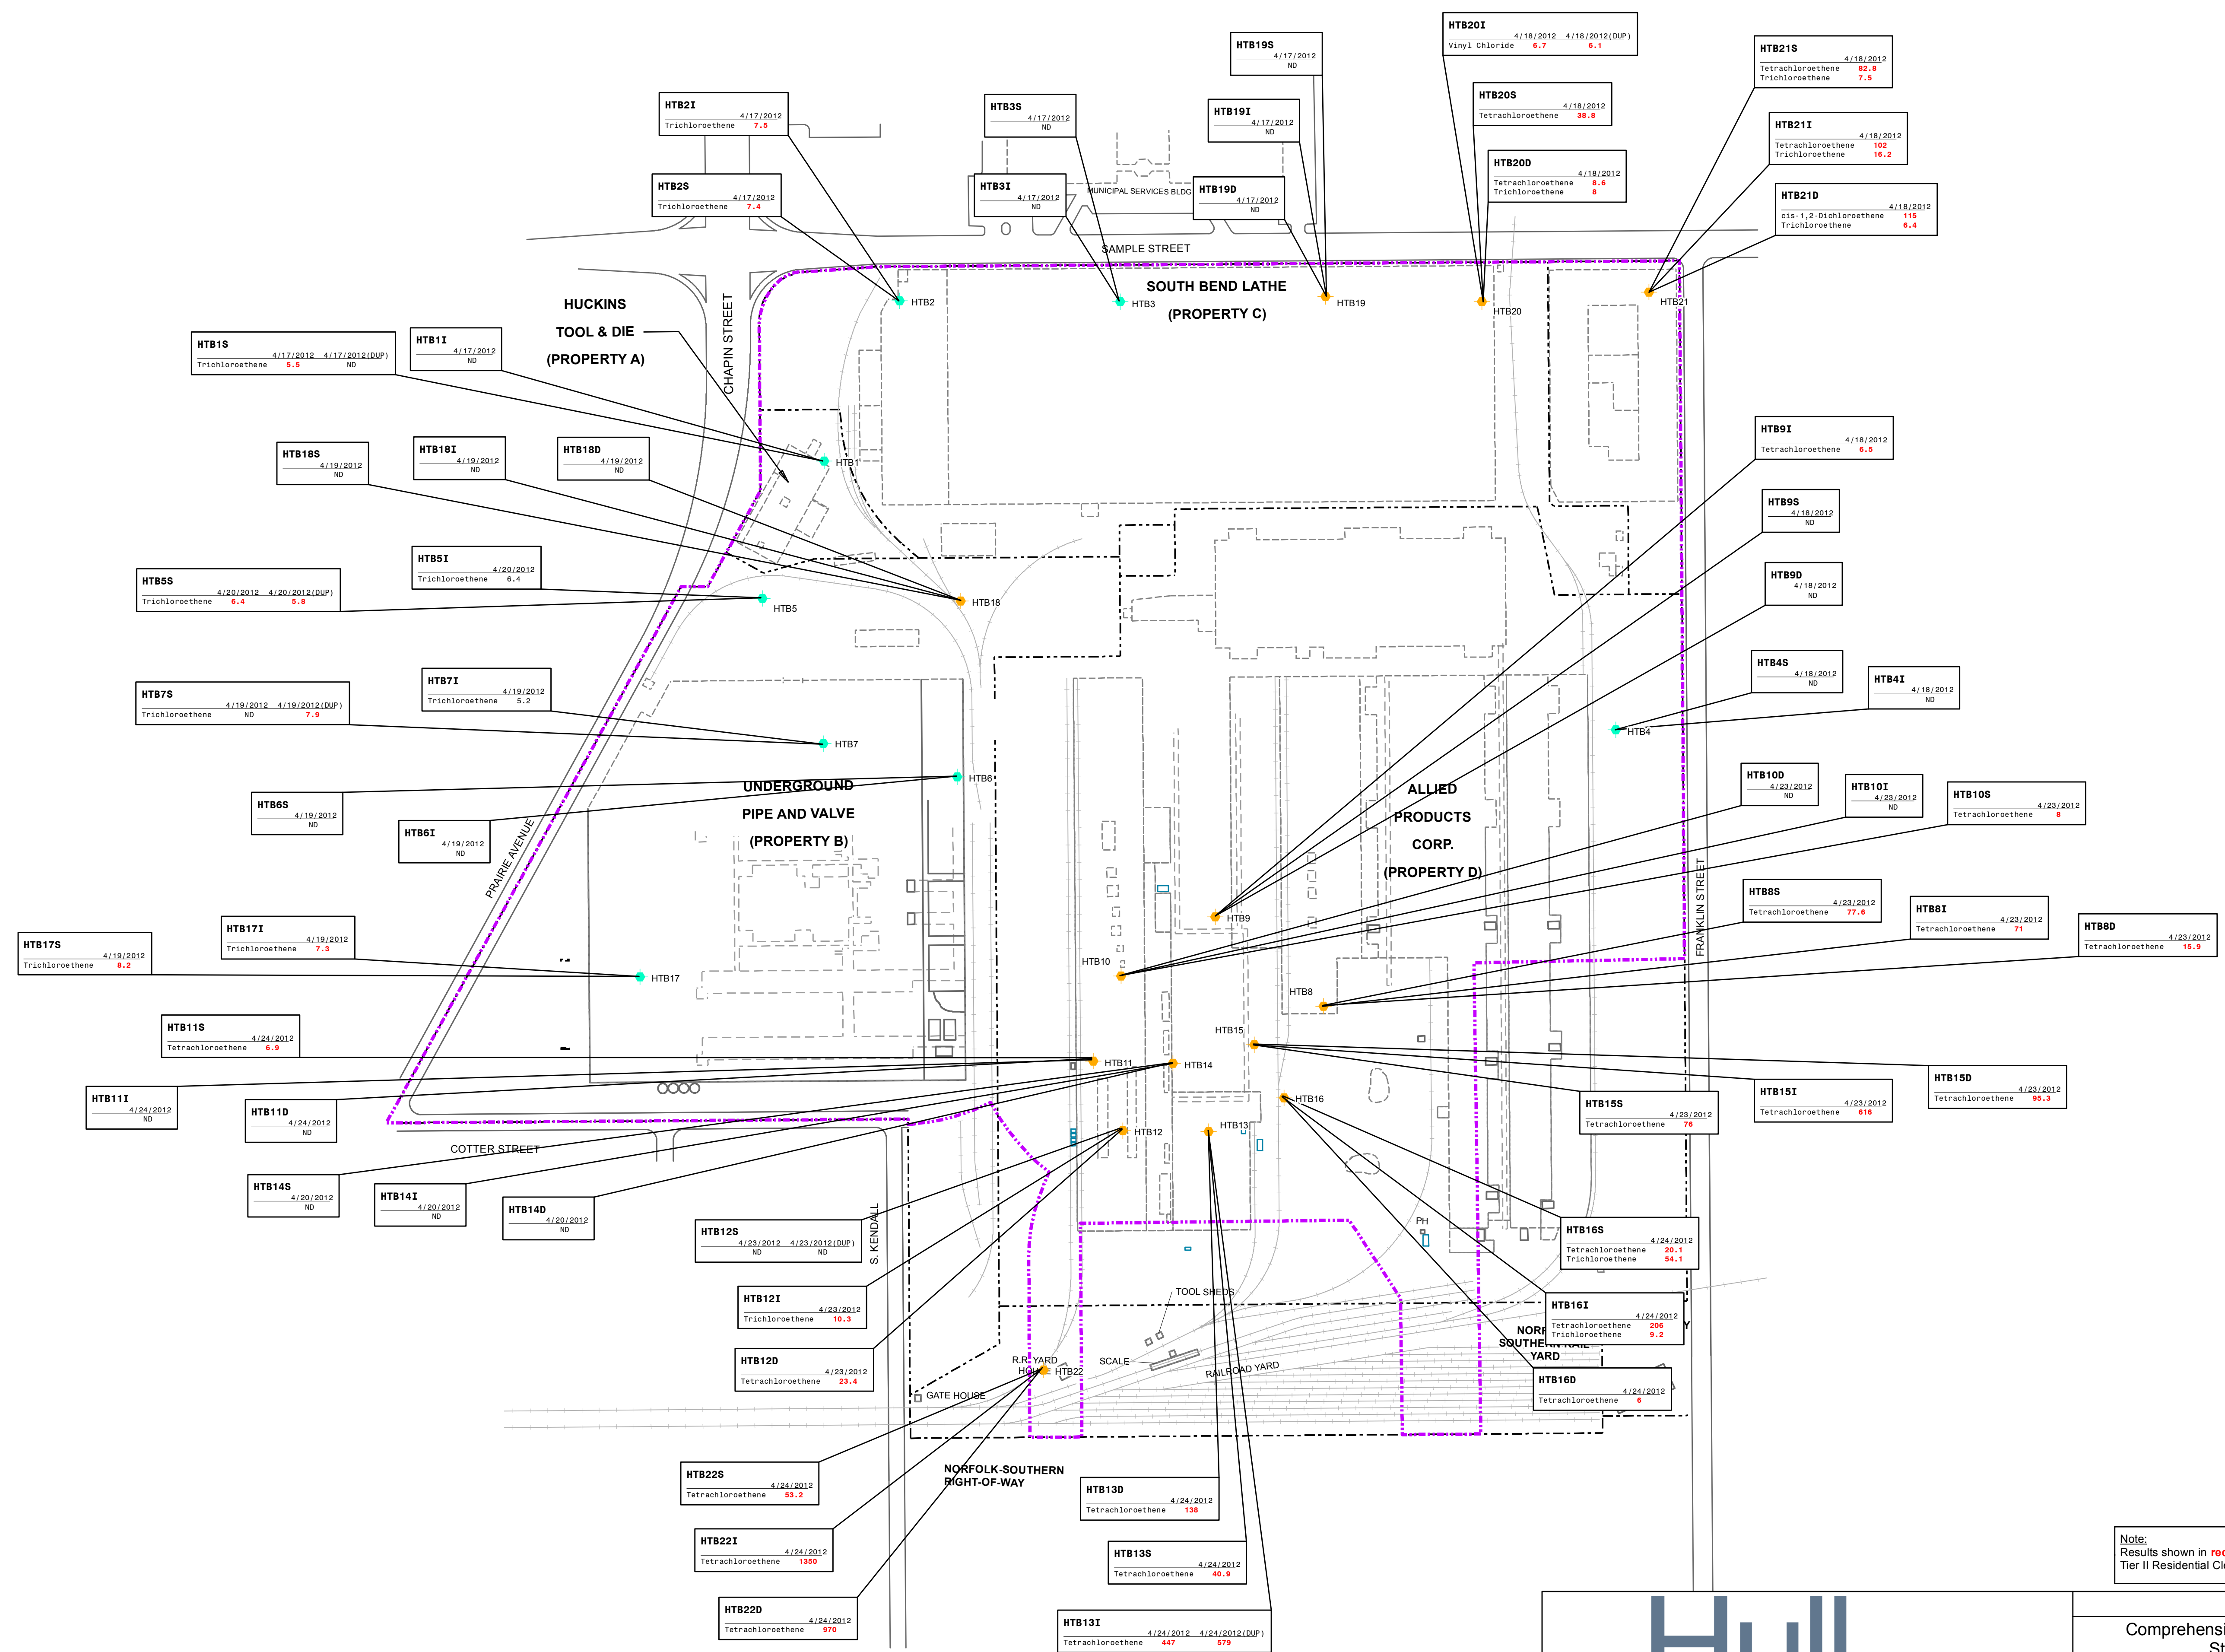 HTB20I
4/18/2012 4/18/2012(DUP)
Vinyl Chloride 6.7 6.1
HTB19S
4/17/2012
ND
HTB21S
4/18/2012
Tetrachloroethene 82.8
Trichloroethene 7.5
HTB2I
4/17/2012
Trichloroethene 7.5
HTB3S
4/17/2012
ND
HTB19I
4/17/2012
ND
HTB20S
4/18/2012
Tetrachloroethene 38.8
HTB21I
4/18/2012
Tetrachloroethene 102
Trichloroethene 16.2
HTB20D
4/18/2012
Tetrachloroethene 8.6
Trichloroethene 8
HTB2S
4/17/2012
Trichloroethene 7.4
HTB3I
4/17/2012
ND
MUNICIPAL SERVICES BLDG
HTB19D
4/17/2012
ND
HTB21D
4/18/2012
cis-1,2-Dichloroethene 115
Trichloroethene 6.4
SAMPLE STREET
HUCKINS
TOOL & DIE
(PROPERTY A)
CHAPIN STREET
HTB2
HTB3
SOUTH BEND LATHE
(PROPERTY C)
HTB19
HTB20
HTB21
HTB1S
4/17/2012 4/17/2012(DUP)
Trichloroethene 5.5 ND
HTB1I
4/17/2012
ND
HTB1
HTB18S
4/19/2012
ND
HTB18I
4/19/2012
ND
HTB18D
4/19/2012
ND
HTB9I
4/18/2012
Tetrachloroethene 6.5
HTB9S
4/18/2012
ND
HTB5I
4/20/2012
Trichloroethene 6.4
HTB5S
4/20/2012 4/20/2012(DUP)
Trichloroethene 6.4 5.8
HTB5
HTB18
HTB9D
4/18/2012
ND
HTB7S
4/19/2012 4/19/2012(DUP)
Trichloroethene ND 7.9
HTB7I
4/19/2012
Trichloroethene 5.2
HTB7
HTB4S
4/18/2012
ND
HTB4I
4/18/2012
ND
HTB4
HTB6
HTB6S
4/19/2012
ND
HTB6I
4/19/2012
ND
UNDERGROUND
PIPE AND VALVE
(PROPERTY B)
PRAIRIE AVENUE
ALLIED
PRODUCTS
CORP.
(PROPERTY D)
HTB10D
4/23/2012
ND
HTB10I
4/23/2012
ND
HTB10S
4/23/2012
Tetrachloroethene 8
FRANKLIN STREET
HTB9
HTB8S
4/23/2012
Tetrachloroethene 77.6
HTB8I
4/23/2012
Tetrachloroethene 71
HTB8D
4/23/2012
Tetrachloroethene 15.9
HTB17S
4/19/2012
Trichloroethene 8.2
HTB17I
4/19/2012
Trichloroethene 7.3
HTB17
HTB10
HTB8
HTB15
HTB11S
4/24/2012
Tetrachloroethene 6.9
HTB11
HTB14
HTB16
HTB11I
4/24/2012
ND
HTB11D
4/24/2012
ND
HTB15S
4/23/2012
Tetrachloroethene 76
HTB15I
4/23/2012
Tetrachloroethene 616
HTB15D
4/23/2012
Tetrachloroethene 95.3
HTB12
HTB13
COTTER STREET
HTB14S
4/20/2012
ND
HTB14I
4/20/2012
ND
HTB14D
4/20/2012
ND
S. KENDALL
HTB12S
4/23/2012 4/23/2012(DUP)
ND ND
PH
HTB16S
4/24/2012
Tetrachloroethene 20.1
Trichloroethene 54.1
HTB12I
4/23/2012
Trichloroethene 10.3
TOOL SHEDS
HTB16I
4/24/2012
Tetrachloroethene 206
Trichloroethene 9.2
SOUTHERN RAIL
YARD
HTB12D
4/23/2012
Tetrachloroethene 23.4
R.R. YARD
HOUSE
HTB22
SCALE
RAILROAD YARD
GATE HOUSE
HTB16D
4/24/2012
Tetrachloroethene 6
HTB22S
4/24/2012
Tetrachloroethene 53.2
NORFOLK-SOUTHERN
RIGHT-OF-WAY
HTB13D
4/24/2012
Tetrachloroethene 138
HTB22I
4/24/2012
Tetrachloroethene 1350
HTB13S
4/24/2012
Tetrachloroethene 40.9
HTB22D
4/24/2012
Tetrachloroethene 970
HTB13I
4/24/2012 4/24/2012(DUP)
Tetrachloroethene 447 579
Note:
Results shown in
Tier II Residential
Hull